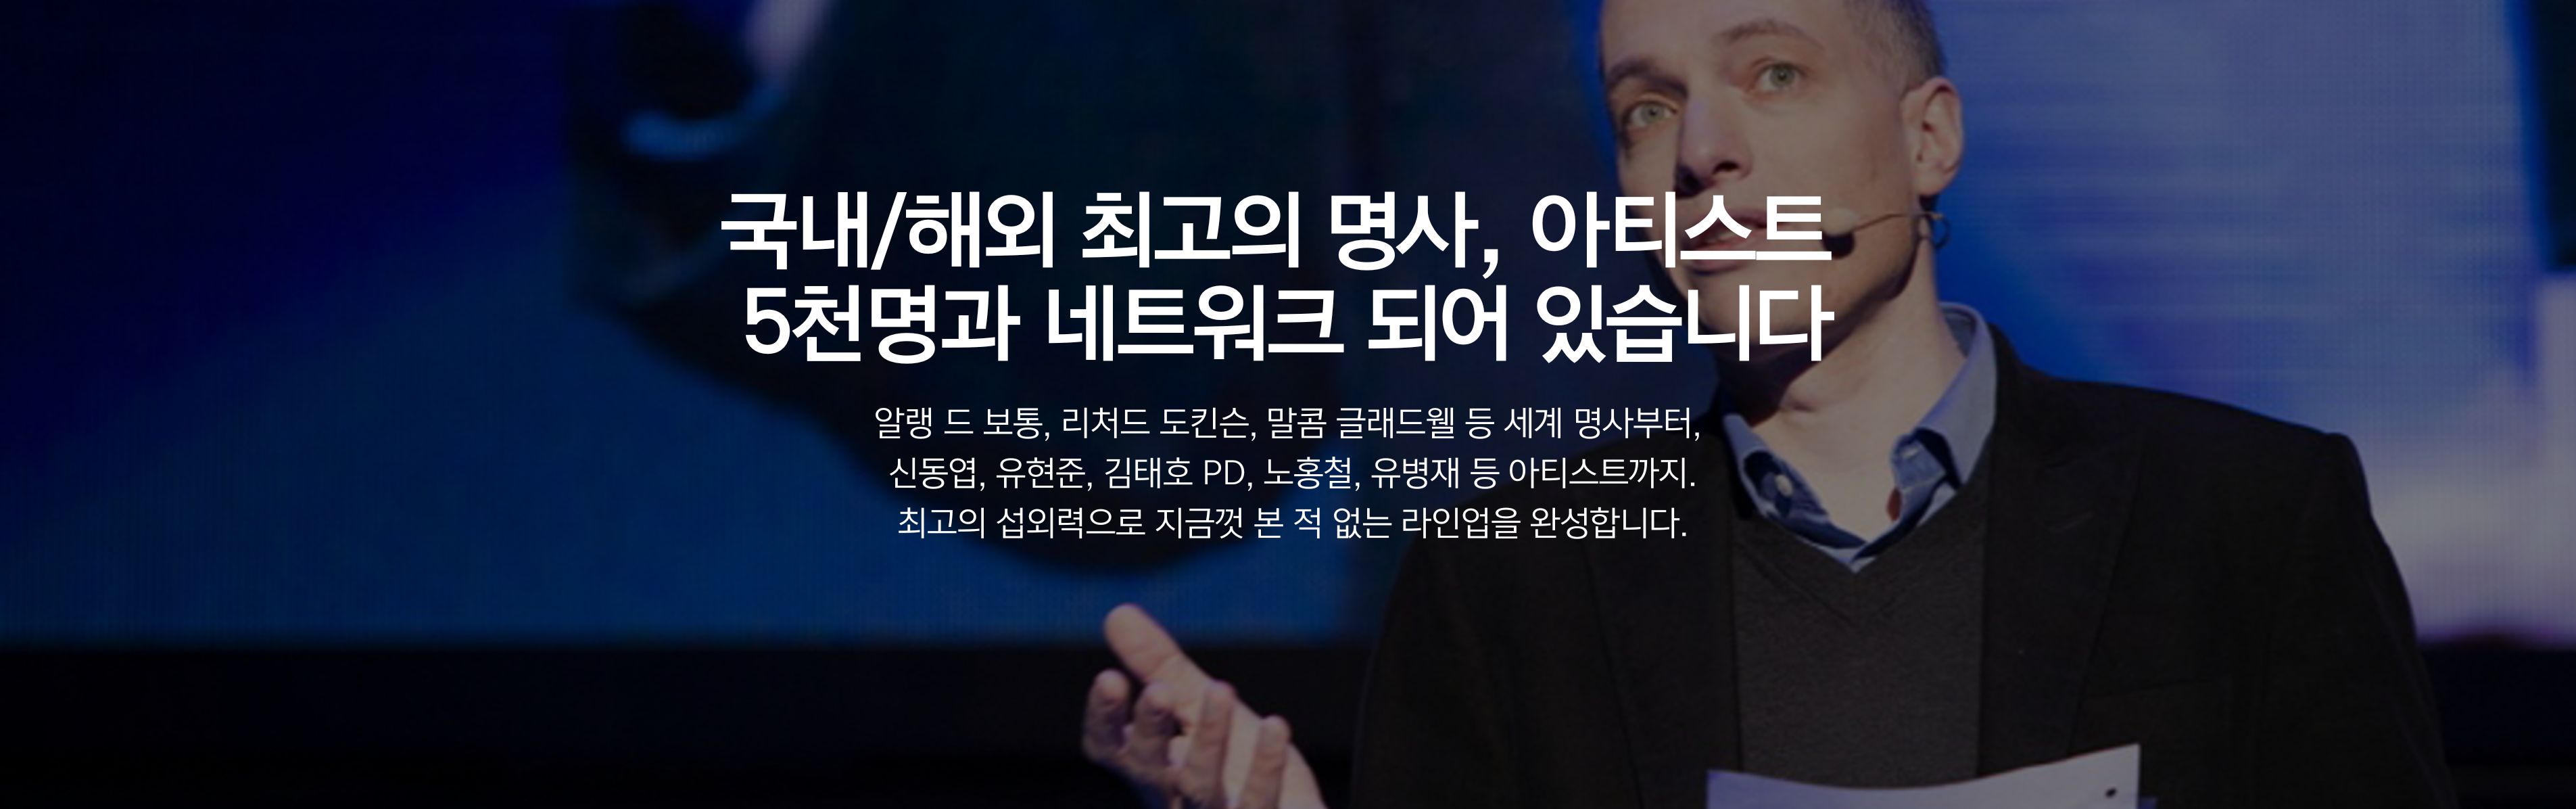 국내/해외 최고의 명사, 아티스트
5천명과 네트워크 되어 있습니다
알랭 드 보통, 리처드 도킨슨, 말콤 글래드웰 등 세계 명사부터,
신동엽, 유현준, 김태호 PD, 노홍철, 유병재 등 아티스트까지.
최고의 섭외력으로 지금껏 본 적 없는 라인업을 완성합니다.